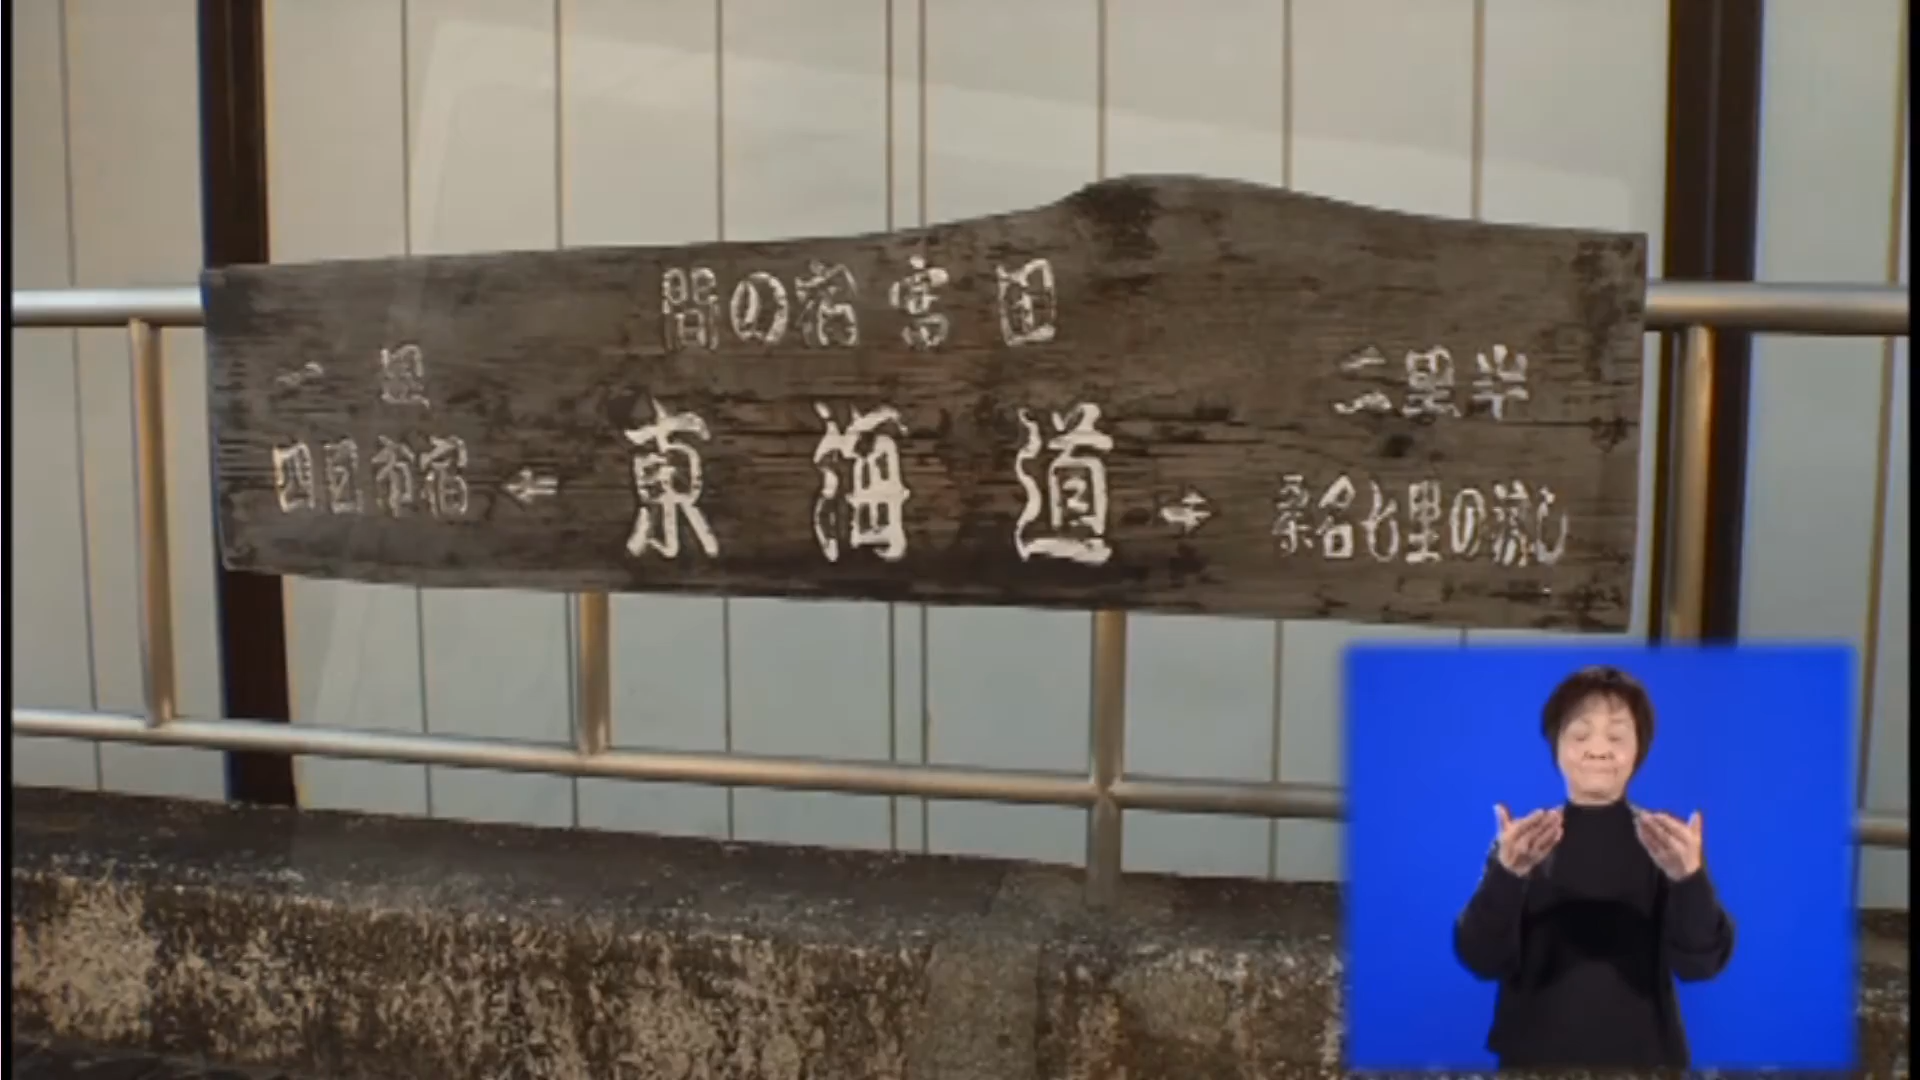 間の宿富田
一里
二里半
四日市宿 ← 東海道 → 桑名七里の渡し